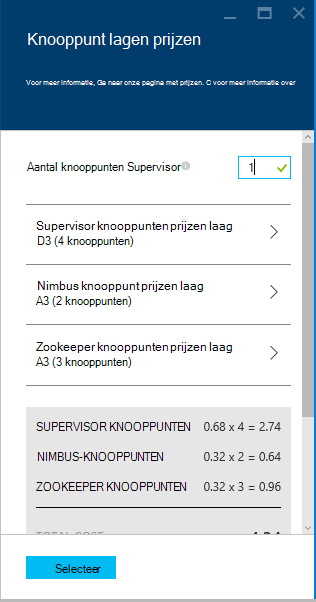 Knooppunt lagen prijzen
Voor meer informatie, Ga naar onze pagina met prijzen. C voor meer informatie over
Aantal knooppunten Supervisor
1
Supervisor knooppunten prijzen laag
D3 (4 knooppunten)
Nimbus knooppunt prijzen laag
A3 (2 knooppunten)
Zookeeper knooppunten prijzen laag
A3 (3 knooppunten)
SUPERVISOR KNOOPPUNTEN 0.68 x 4 = 2.74
NIMBUS-KNOOPPUNTEN 0.32 x 2 = 0.64
ZOOKEEPER KNOOPPUNTEN 0.32 x 3 = 0.96
TOTAL COST
Selecteer